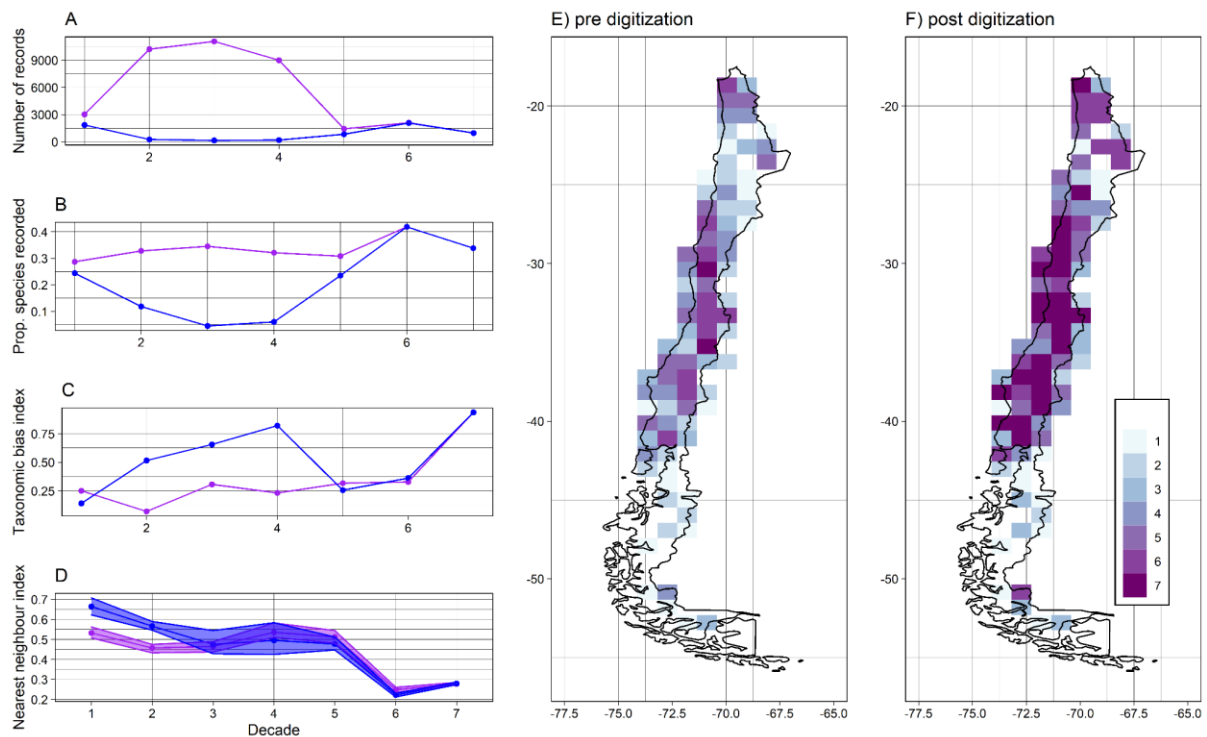 A
Number of records
9000
6000
3000
0
2
4
6
B
Prop. species recorded
0.4
0.3
0.2
0.1
2
4
6
C
Taxonomic bias index
0.75
0.50
0.25
2
4
6
D
Nearest neighbour index
0.7
0.6
0.5
0.4
0.3
0.2
1 2 3 4 5 6 7
Decade
E) pre digitization
-20
-30
-40
-50
-77.5 -75.0 -72.5 -70.0 -67.5 -65.0
F) post digitization
-20
-30
-40
-50
1
2
3
4
5
6
7
-77.5 -75.0 -72.5 -70.0 -67.5 -65.0